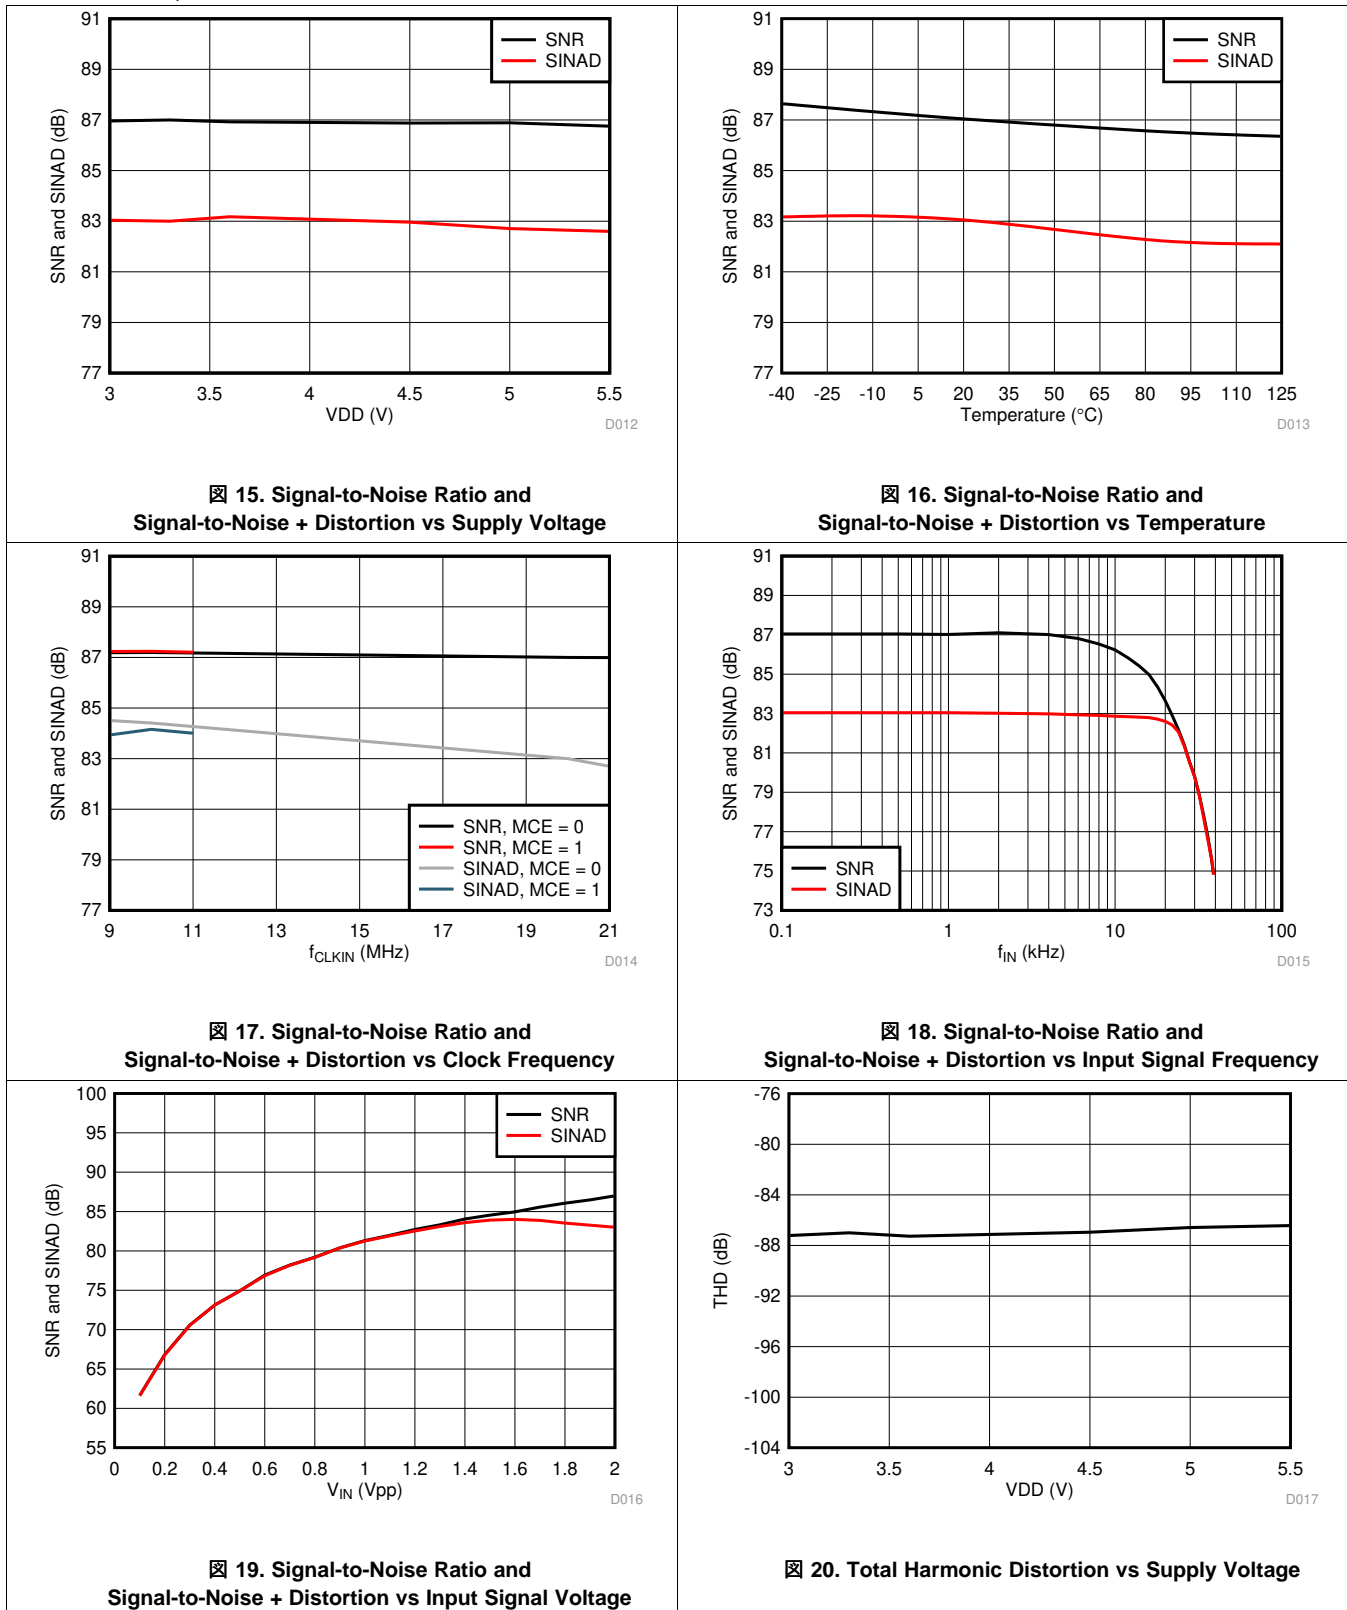 91
89
87
85
83
81
79
77
SNR and SINAD (dB)
SNR
SINAD
3 3.5 4 4.5 5 5.5
VDD (V)
D012
図 15. Signal-to-Noise Ratio and
Signal-to-Noise + Distortion vs Supply Voltage
91
89
87
85
83
81
79
77
SNR and SINAD (dB)
SNR
SINAD
-40 -25 -10 5 20 35 50 65 80 95 110 125
Temperature (°C)
D013
図 16. Signal-to-Noise Ratio and
Signal-to-Noise + Distortion vs Temperature
91
89
87
85
83
81
79
77
SNR and SINAD (dB)
SNR, MCE = 0
SNR, MCE = 1
SINAD, MCE = 0
SINAD, MCE = 1
9 11 13 15 17 19 21
fCLKIN (MHz)
D014
図 17. Signal-to-Noise Ratio and
Signal-to-Noise + Distortion vs Clock Frequency
91
89
87
85
83
81
79
77
75
73
SNR and SINAD (dB)
SNR
SINAD
0.1 1 10 100
fIN (kHz)
D015
図 18. Signal-to-Noise Ratio and
Signal-to-Noise + Distortion vs Input Signal Frequency
100
95
90
85
80
75
70
65
60
55
SNR and SINAD (dB)
SNR
SINAD
0 0.2 0.4 0.6 0.8 1 1.2 1.4 1.6 1.8 2
VIN (Vpp)
D016
図 19. Signal-to-Noise Ratio and
Signal-to-Noise + Distortion vs Input Signal Voltage
-76
-80
-84
-88
-92
-96
-100
-104
THD (dB)
3 3.5 4 4.5 5 5.5
VDD (V)
D017
図 20. Total Harmonic Distortion vs Supply Voltage